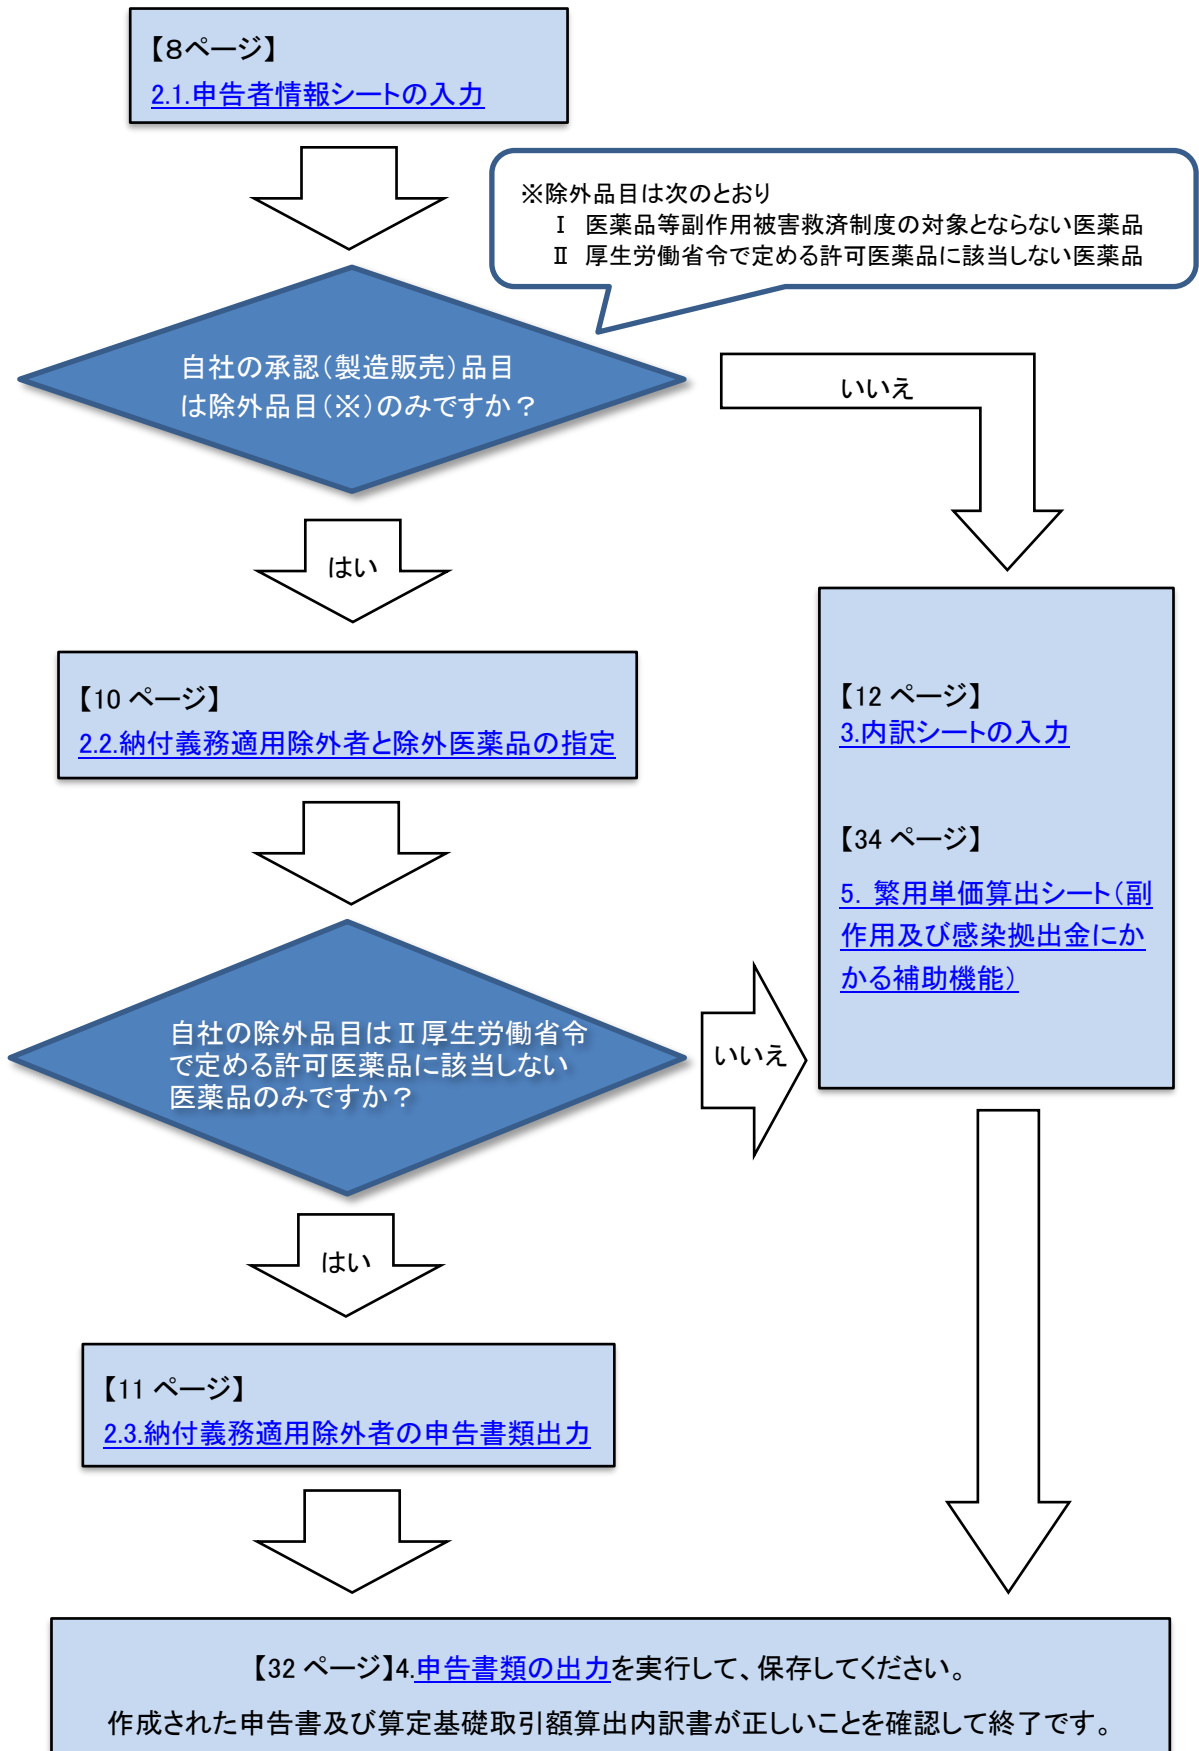 【8ページ】
2.1.申告者情報シートの入力
※除外品目は次のとおり
Ⅰ 医薬品等副作用被害救済制度の対象とならない医薬品
Ⅱ 厚生労働省令で定める許可医薬品に該当しない医薬品
自社の承認（製造販売）品目
は除外品目（※）のみですか？
いいえ
はい
【10 ページ】
2.2.納付義務適用除外者と除外医薬品の指定
【12 ページ】
3.内訳シートの入力
【34 ページ】
5. 繁用単価算出シート（副
作用及び感染拠出金にか
かる補助機能）
自社の除外品目はⅡ厚生労働省令
で定める許可医薬品に該当しない
医薬品のみですか？
いいえ
はい
【11 ページ】
2.3.納付義務適用除外者の申告書類出力
【32 ページ】4.申告書類の出力を実行して、保存してください。
作成された申告書及び算定基礎取引額算出内訳書が正しいことを確認して終了です。